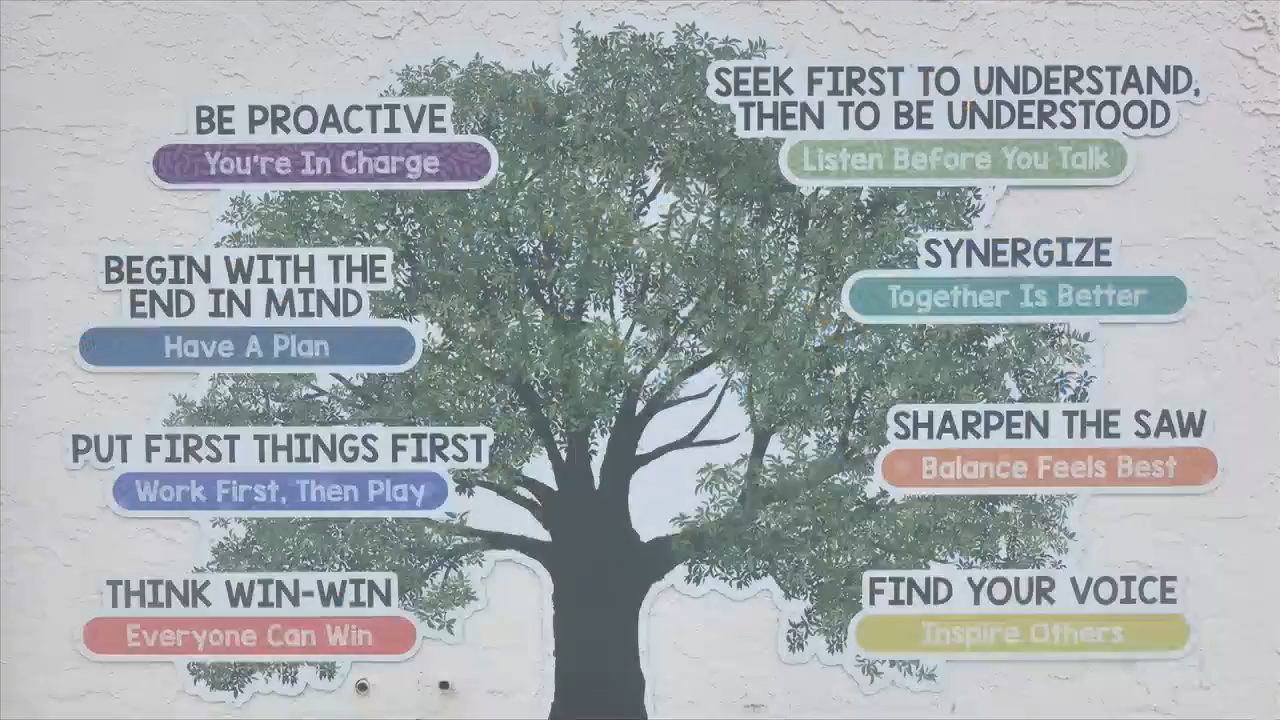 BE PROACTIVE
You're In Charge
BEGIN WITH THE
END IN MIND
Have A Plan
PUT FIRST THINGS FIRST
Work First, Then Play
THINK WIN-WIN
Everyone Can Win
SEEK FIRST TO UNDERSTAND,
THEN TO BE UNDERSTOOD
Listen Before You Talk
SYNERGIZE
Together Is Better
SHARPEN THE SAW
Balance Feels Best
FIND YOUR VOICE
Inspire Others